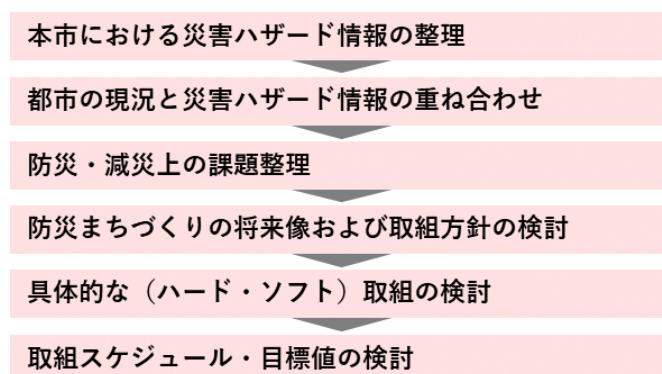 本市における災害ハザード情報の整理
都市の現況と災害ハザード情報の重ね合わせ
防災・減災上の課題整理
防災まちづくりの将来像および取組方針の検討
具体的な（ハード・ソフト）取組の検討
取組スケジュール・目標値の検討